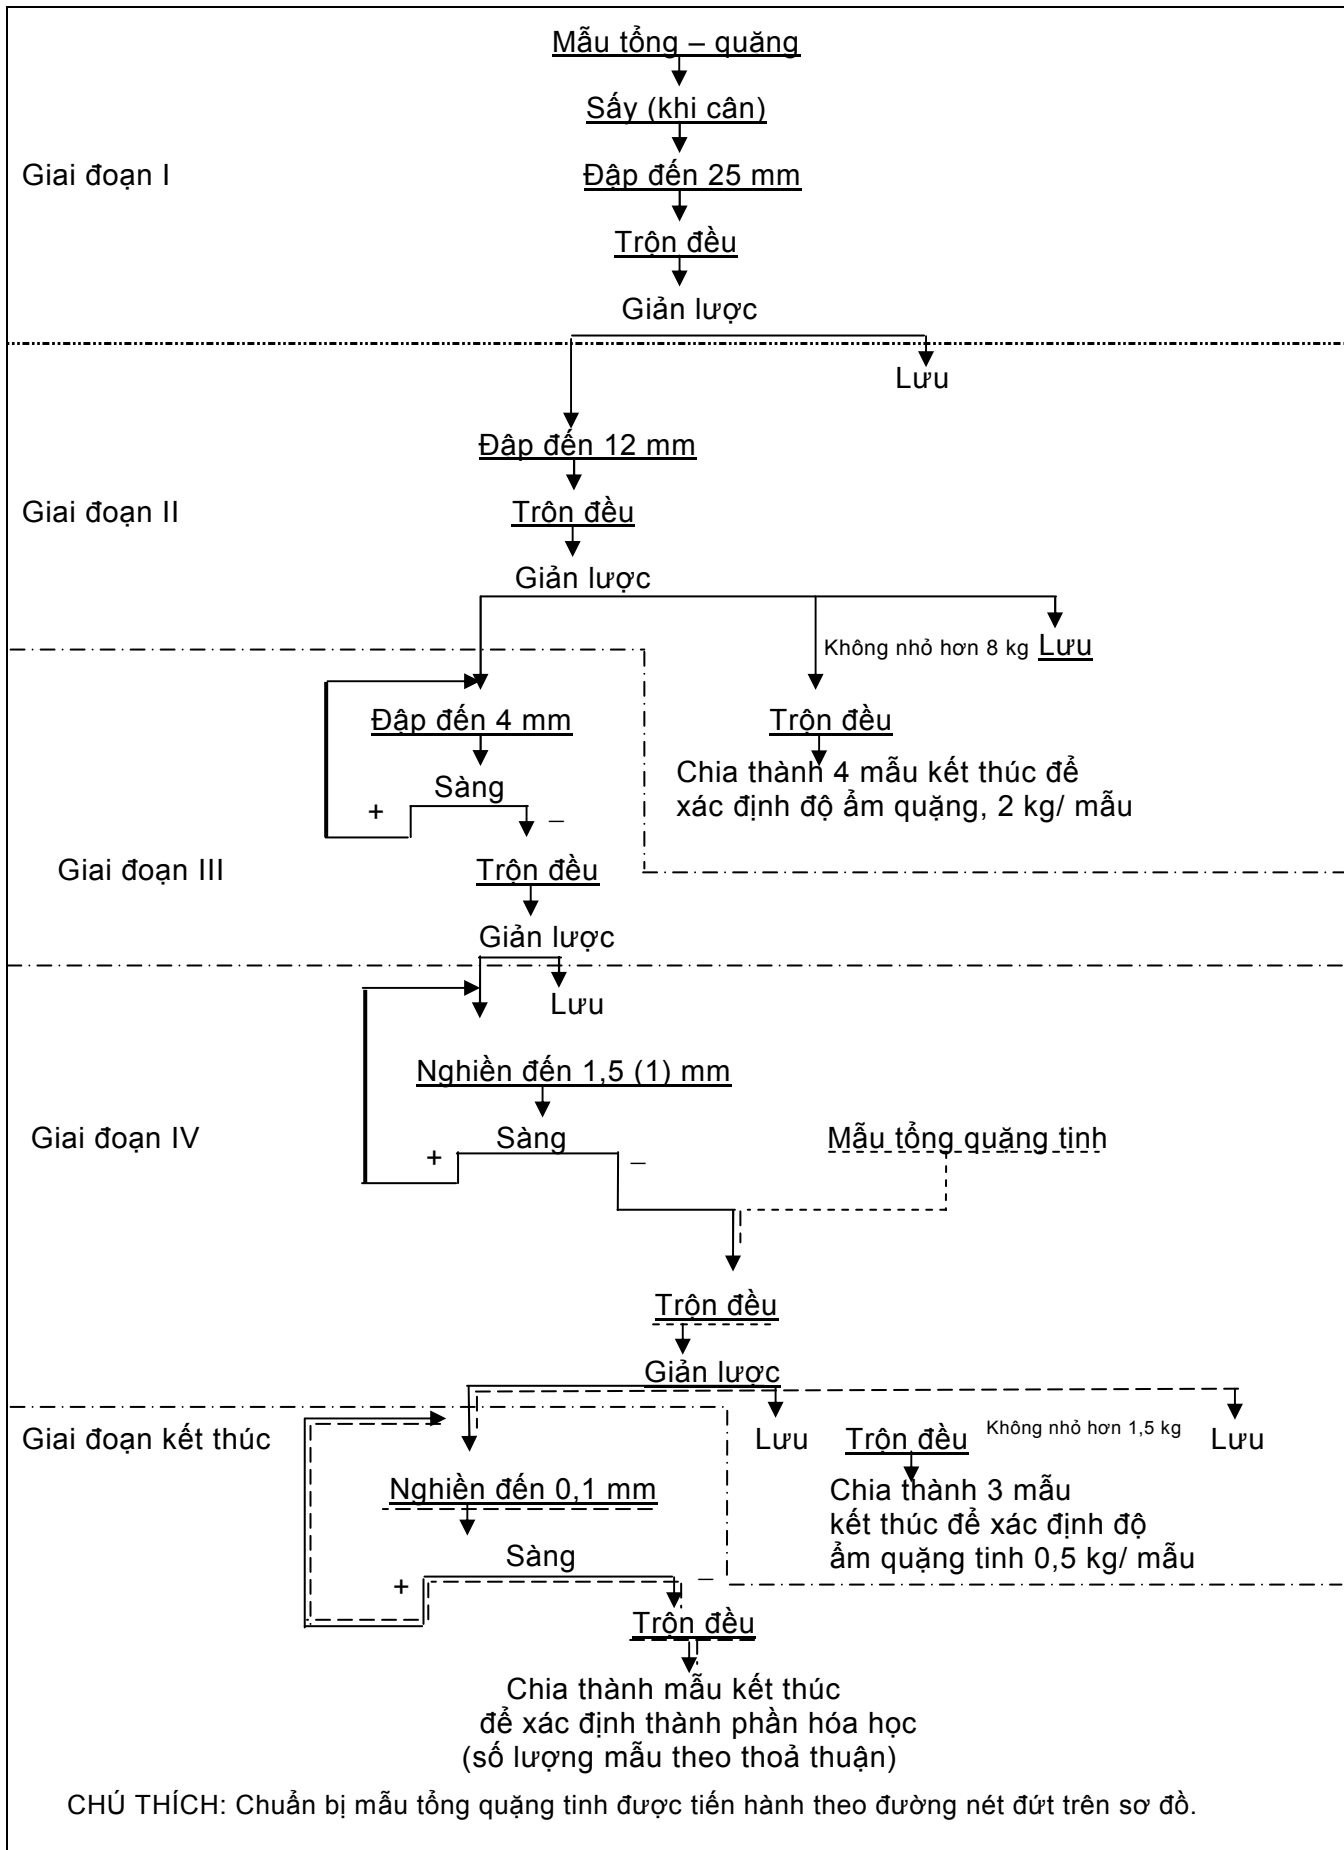 Mẫu tổng – quăng
Sấy (khi cân)
Giai đoạn I
Đập đến 25 mm
Trộn đều
Giản lược
Lưu
Đâp đến 12 mm
Giai đoạn II
Trôn đều
Giản lược
Không nhỏ hơn 8 kg Lưu
Đập đến 4 mm
Trộn đều
Sàng
Chia thành 4 mẫu kết thúc để
xác định độ ẩm quặng, 2 kg/ mẫu
+
–
Giai đoạn III
Trộn đều
Giản lược
Lưu
Nghiền đến 1,5 (1) mm
Giai đoạn IV
Sàng
Mẫu tổng quặng tinh
+
–
Trộn đều
Giản lược
Giai đoạn kết thúc
Lưu
Trộn đều
Không nhỏ hơn 1,5 kg
Lưu
Nghiền đến 0,1 mm
Chia thành 3 mẫu
kết thúc để xác định độ
ẩm quặng tinh 0,5 kg/ mẫu
Sàng
+
–
Trộn đều
Chia thành mẫu kết thúc
để xác định thành phần hóa học
(số lượng mẫu theo thoả thuận)
CHÚ THÍCH: Chuẩn bị mẫu tổng quặng tinh được tiến hành theo đường nét đứt trên sơ đồ.